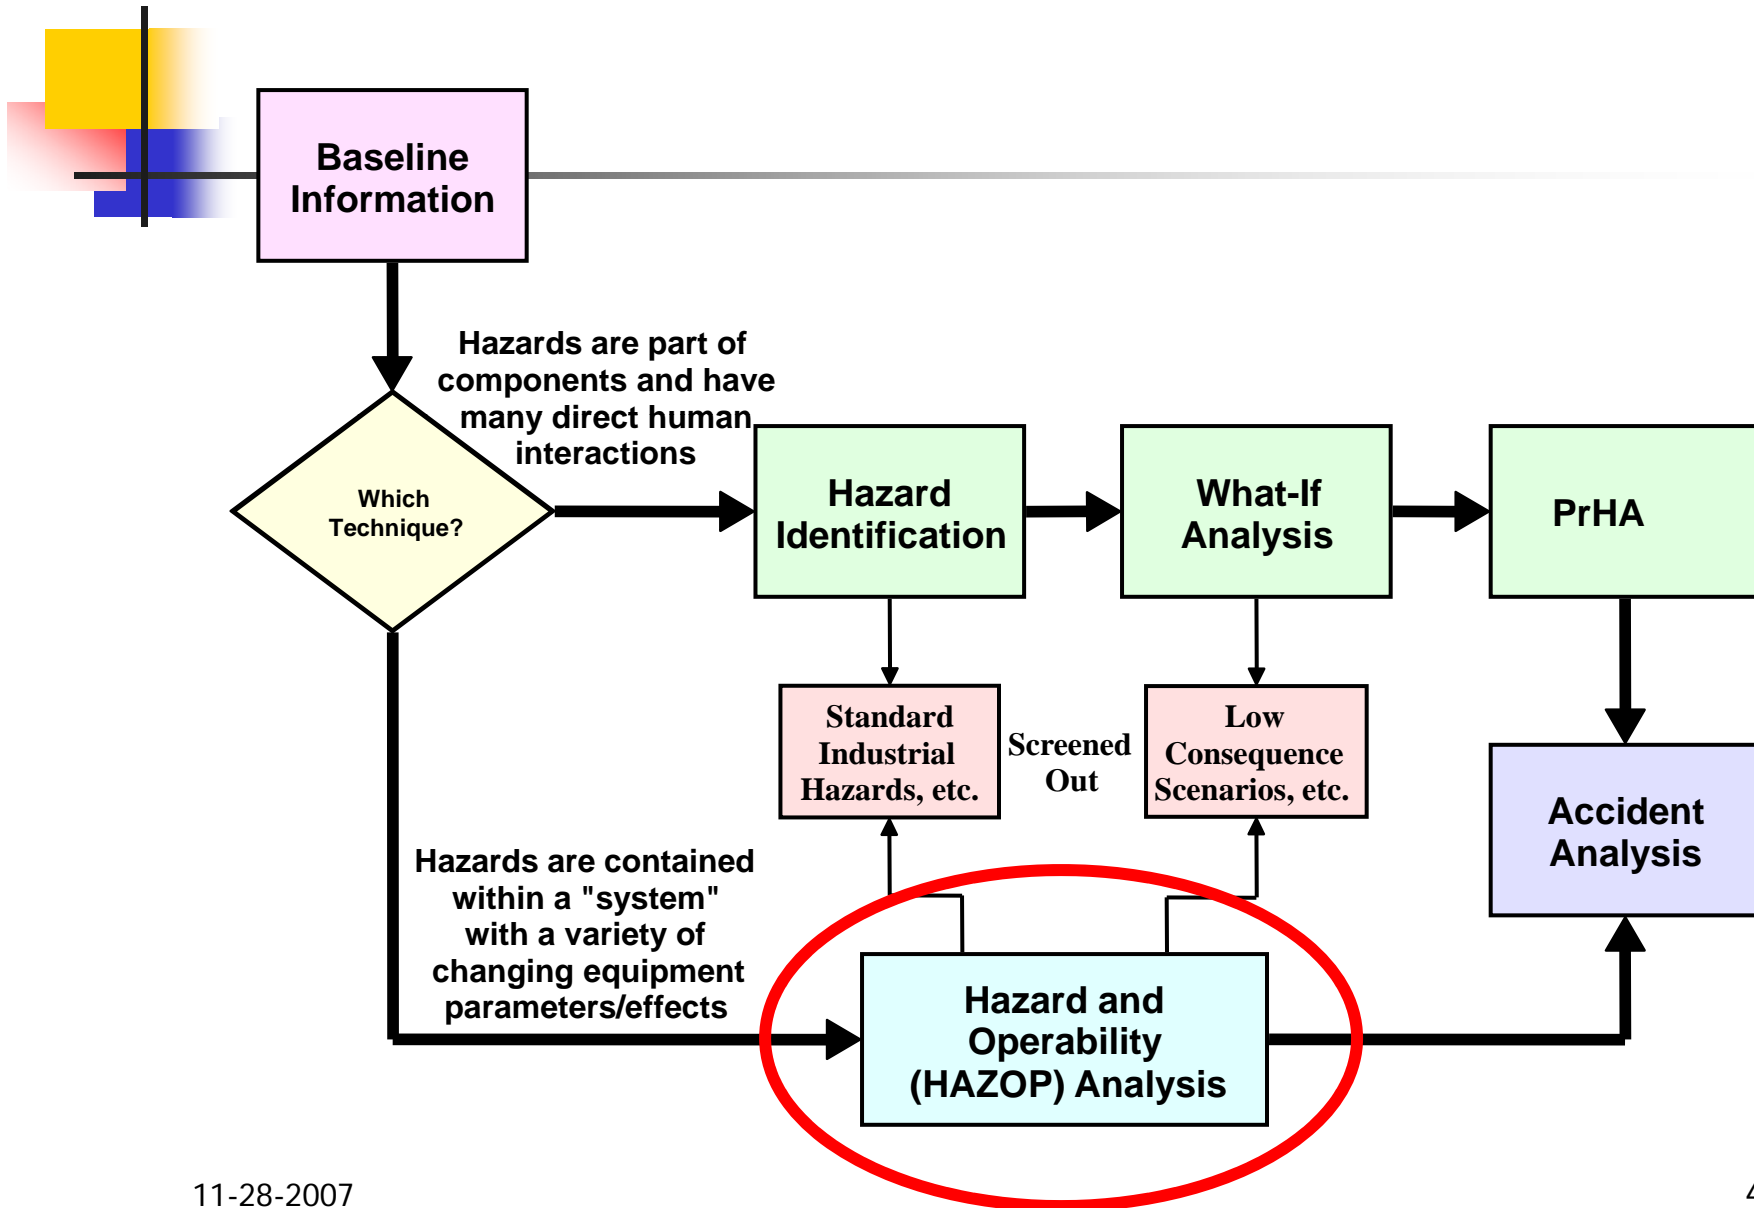 Baseline
Information
Hazards are part of
components and have
many direct human
interactions
Which
Technique?
Hazard
Identification
What-If
Analysis
PrHA
Standard
Industrial
Hazards, etc.
Screened
Out
Low
Consequence
Scenarios, etc.
Accident
Analysis
Hazards are contained
within a "system"
with a variety of
changing equipment
parameters/effects
Hazard and
Operability
(HAZOP) Analysis
11-28-2007